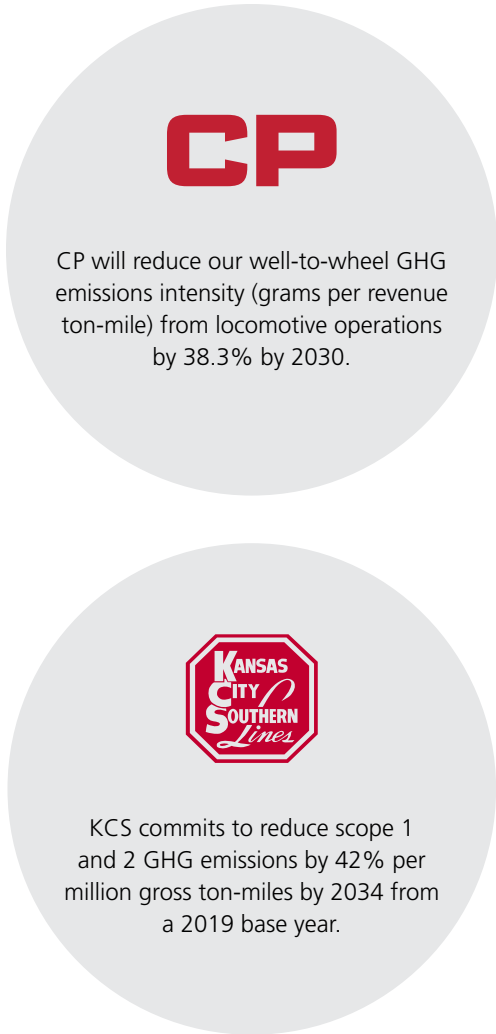 CP
CP will reduce our well-to-wheel GHG
emissions intensity (grams per revenue
ton-mile) from locomotive operations
by 38.3% by 2030.
KANSAS
CITY
SOUTHERN
Lines
KCS commits to reduce scope 1
and 2 GHG emissions by 42% per
million gross ton-miles by 2034 from
a 2019 base year.